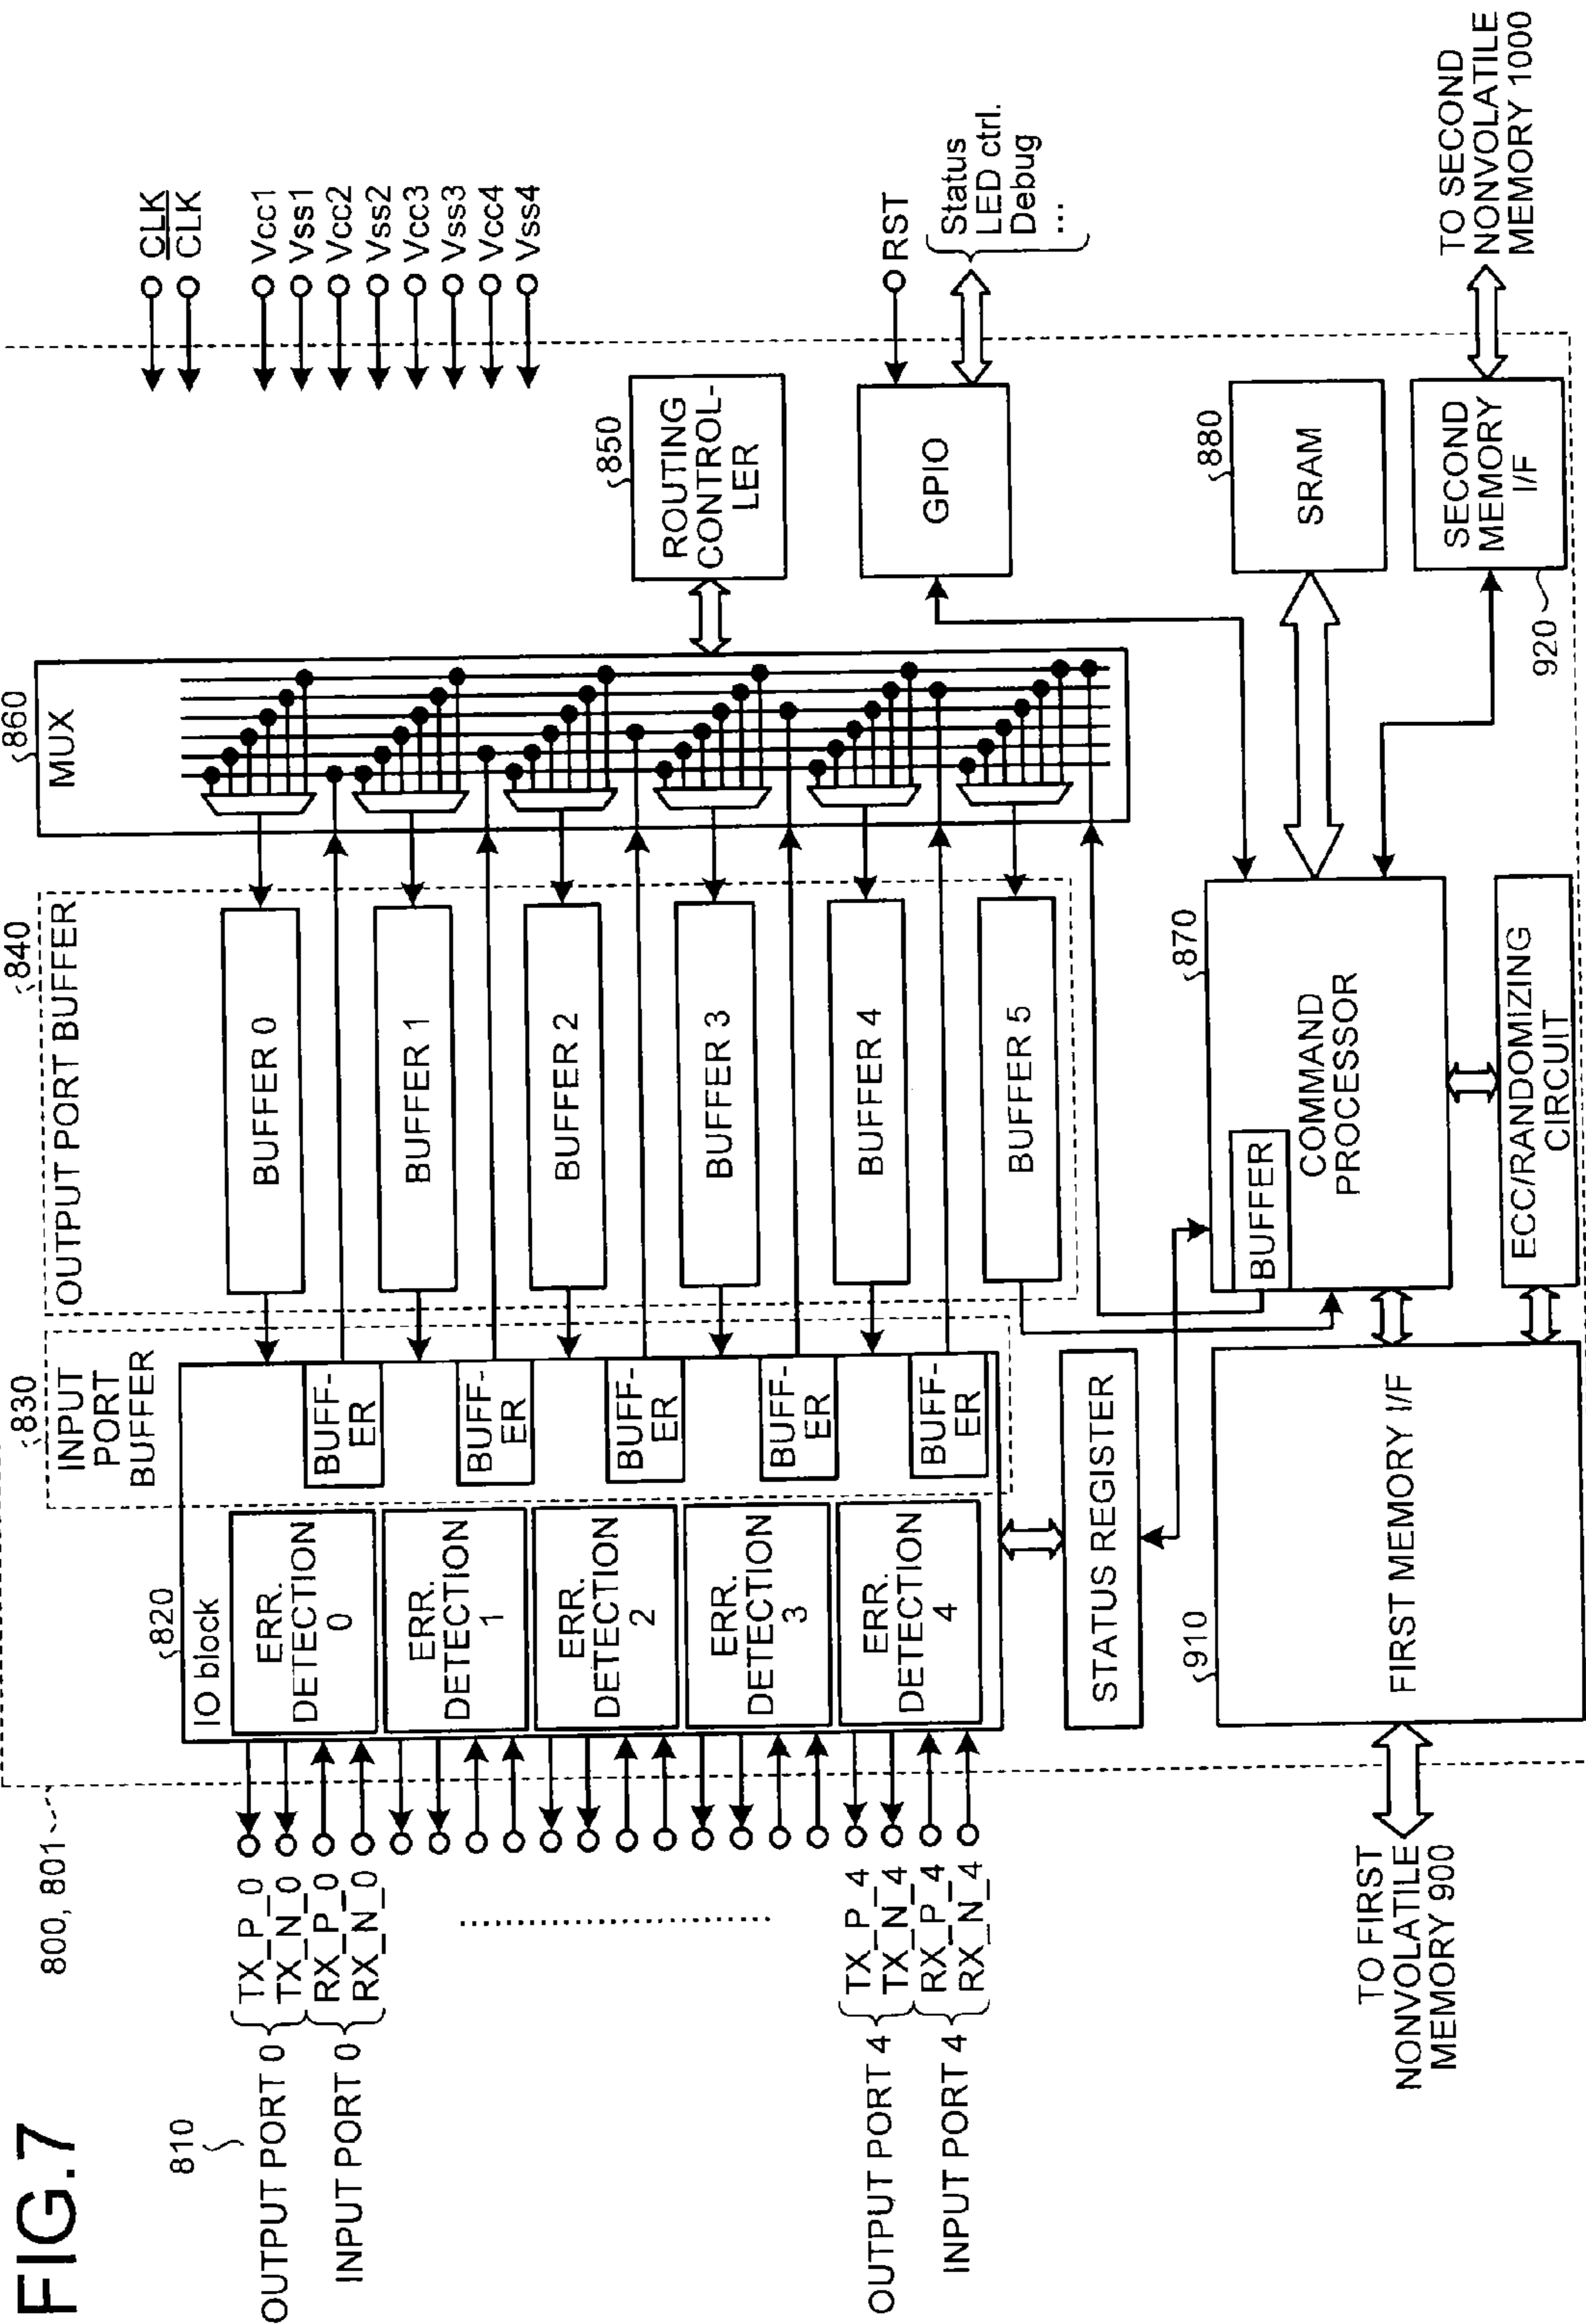 FIG.7
800, 801
810
OUTPUT PORT 0
INPUT PORT 0
TX_P_0
TX_N_0
RX_P_0
RX_N_0
OUTPUT PORT 4
INPUT PORT 4
TX_P_4
TX_N_4
RX_P_4
RX_N_4
820
IO block
ERR.
DETECTION
0
ERR.
DETECTION
1
ERR.
DETECTION
2
ERR.
DETECTION
3
ERR.
DETECTION
4
830
INPUT
PORT
BUFFER
BUFF-
ER
BUFF-
ER
BUFF-
ER
BUFF-
ER
BUFF-
ER
840
OUTPUT PORT BUFFER
BUFFER 0
BUFFER 1
BUFFER 2
BUFFER 3
BUFFER 4
BUFFER 5
860
MUX
850
ROUTING
CONTROL-
LER
CLK
CLK
Vcc1
Vss1
Vcc2
Vss2
Vcc3
Vss3
Vcc4
Vss4
GPIO
RST
Status
LED ctrl.
Debug
...
STATUS REGISTER
870
BUFFER
COMMAND
PROCESSOR
880
SRAM
910
FIRST MEMORY I/F
TO FIRST
NONVOLATILE
MEMORY 900
ECC/RANDOMIZING
CIRCUIT
920
SECOND
MEMORY
I/F
TO SECOND
NONVOLATILE
MEMORY 1000